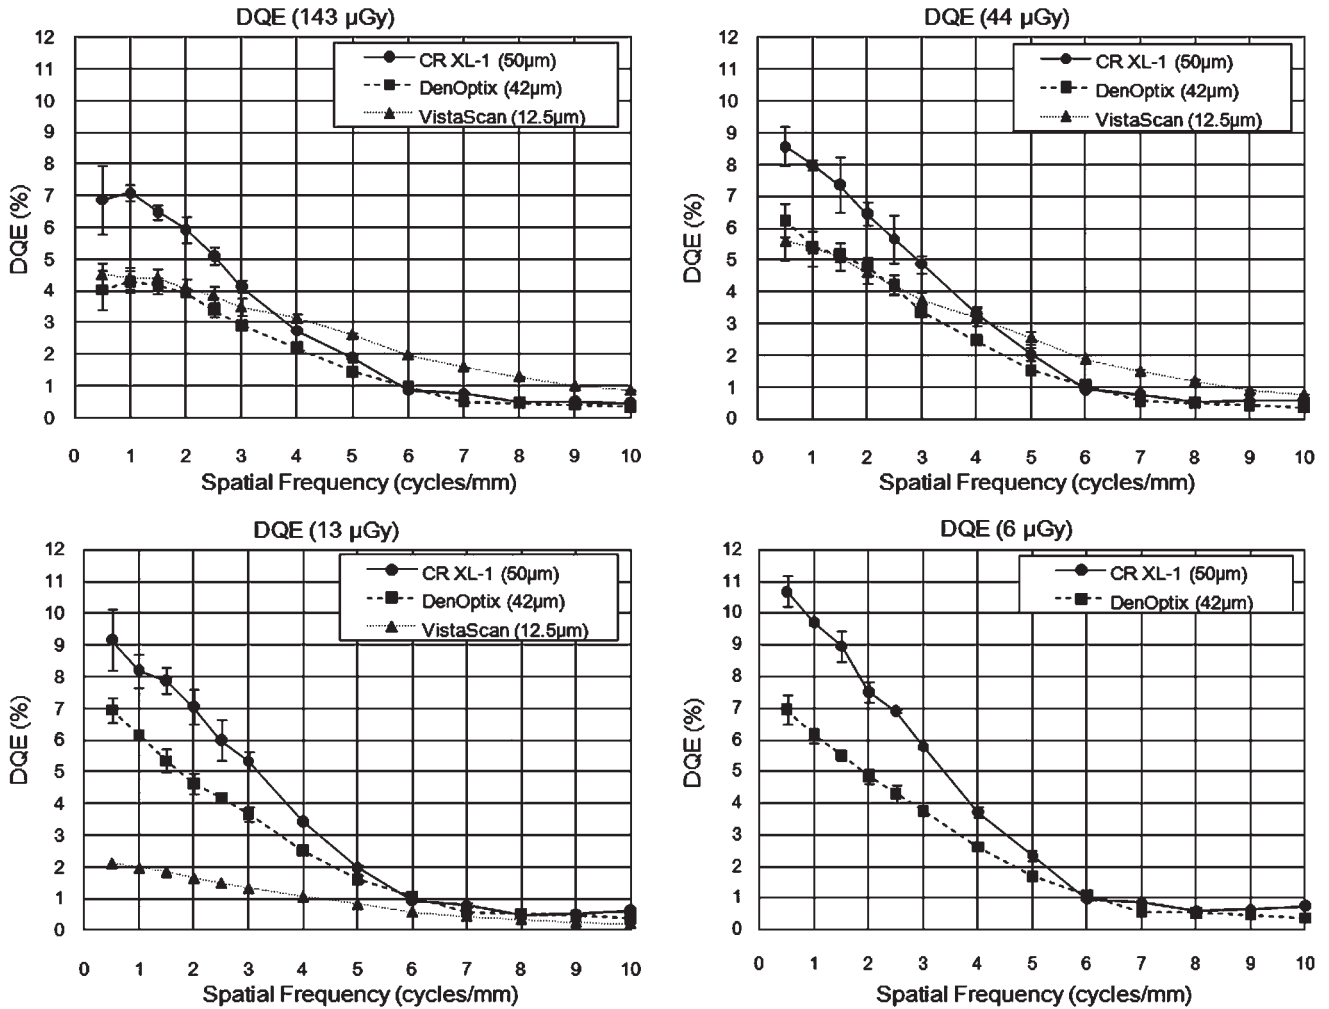 DQE (143 µGy)
12
11
10
9
8
7
6
5
4
3
2
1
0
DQE (%)
CR XL-1 (50µm)
DenOptix (42µm)
VistaScan (12.5µm)
0 1 2 3 4 5 6 7 8 9 10
Spatial Frequency (cycles/mm)
DQE (44 µGy)
12
11
10
9
8
7
6
5
4
3
2
1
0
DQE (%)
CR XL-1 (50µm)
DenOptix (42µm)
VistaScan (12.5µm)
0 1 2 3 4 5 6 7 8 9 10
Spatial Frequency (cycles/mm)
DQE (13 µGy)
12
11
10
9
8
7
6
5
4
3
2
1
0
DQE (%)
CR XL-1 (50µm)
DenOptix (42µm)
VistaScan (12.5µm)
0 1 2 3 4 5 6 7 8 9 10
Spatial Frequency (cycles/mm)
DQE (6 µGy)
12
11
10
9
8
7
6
5
4
3
2
1
0
DQE (%)
CR XL-1 (50µm)
DenOptix (42µm)
0 1 2 3 4 5 6 7 8 9 10
Spatial Frequency (cycles/mm)